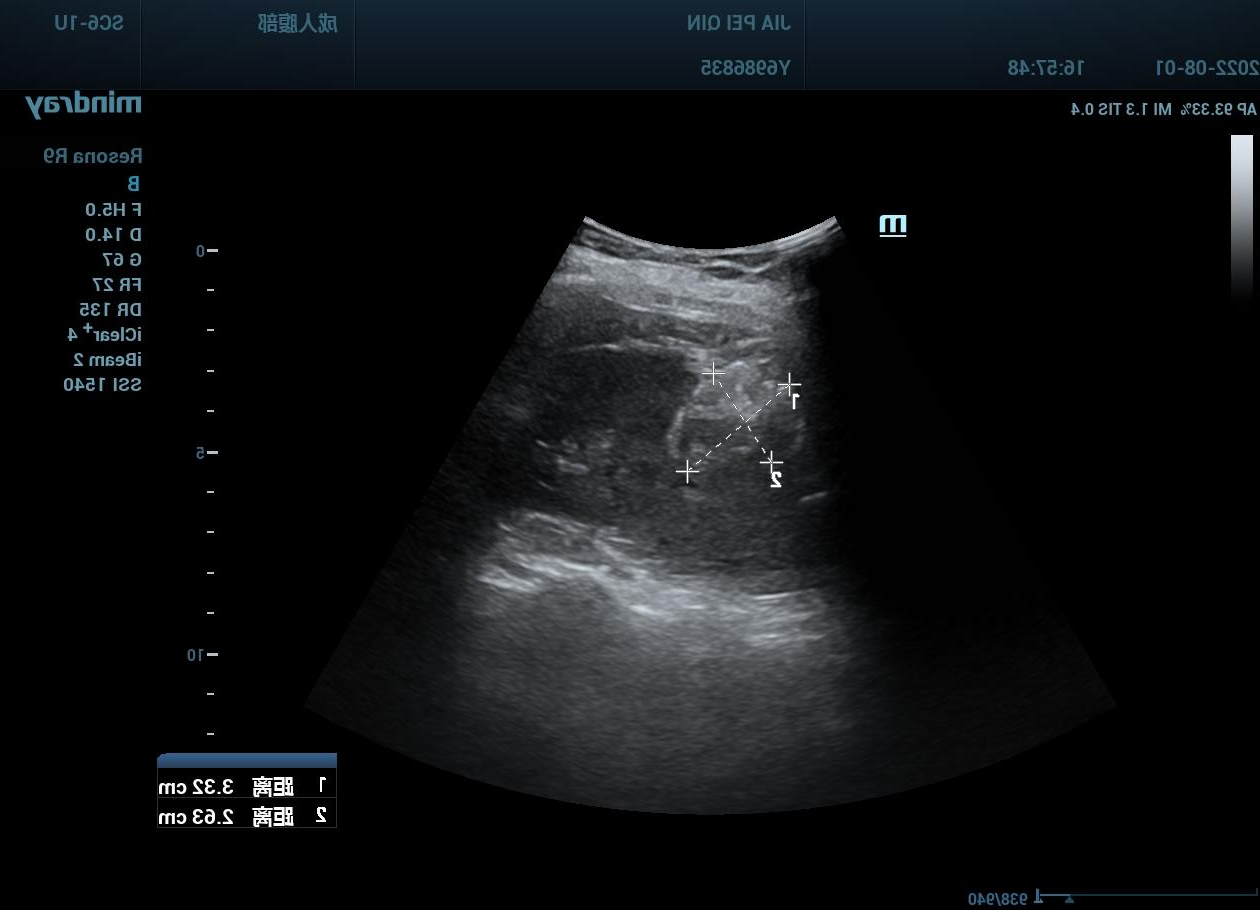 SC6-1U
成人腹部
JIA PEI QIN
Y6986835
16:57:48
2022-08-01
mindray
AP 93.33% MI 1.3 TIS 0.4
Resona R9
B
F H5.0
D 14.0
G 67
FR 27
DR 135
iClear+ 4
iBeam 2
SSI 1540
m
0
5
10
1
2
1 距离 3.32 cm
2 距离 2.63 cm
938/940